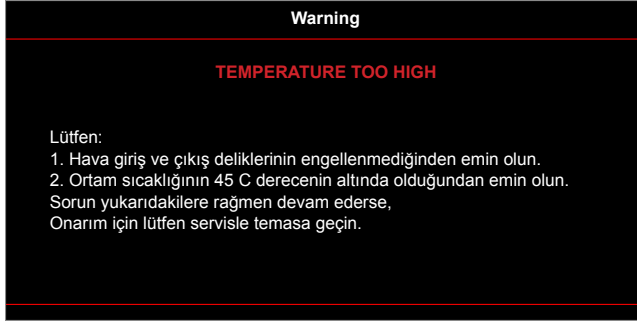 Warning
TEMPERATURE TOO HIGH
Lütfen:
1. Hava giriş ve çıkış deliklerinin engellenmediğinden emin olun.
2. Ortam sıcaklığının 45 C derecenin altında olduğundan emin olun.
Sorun yukarıdakilere rağmen devam ederse,
Onarım için lütfen servisle temasa geçin.